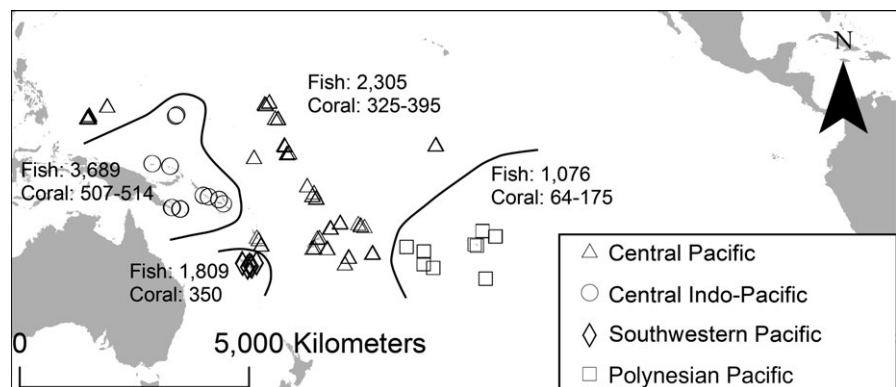 N
Fish: 2,305
Coral: 325-395
Fish: 3,689
Coral: 507-514
Fish: 1,076
Coral: 64-175
Fish: 1,809
Coral: 350
0 5,000 Kilometers
Central Pacific
Central Indo-Pacific
Southwestern Pacific
Polynesian Pacific